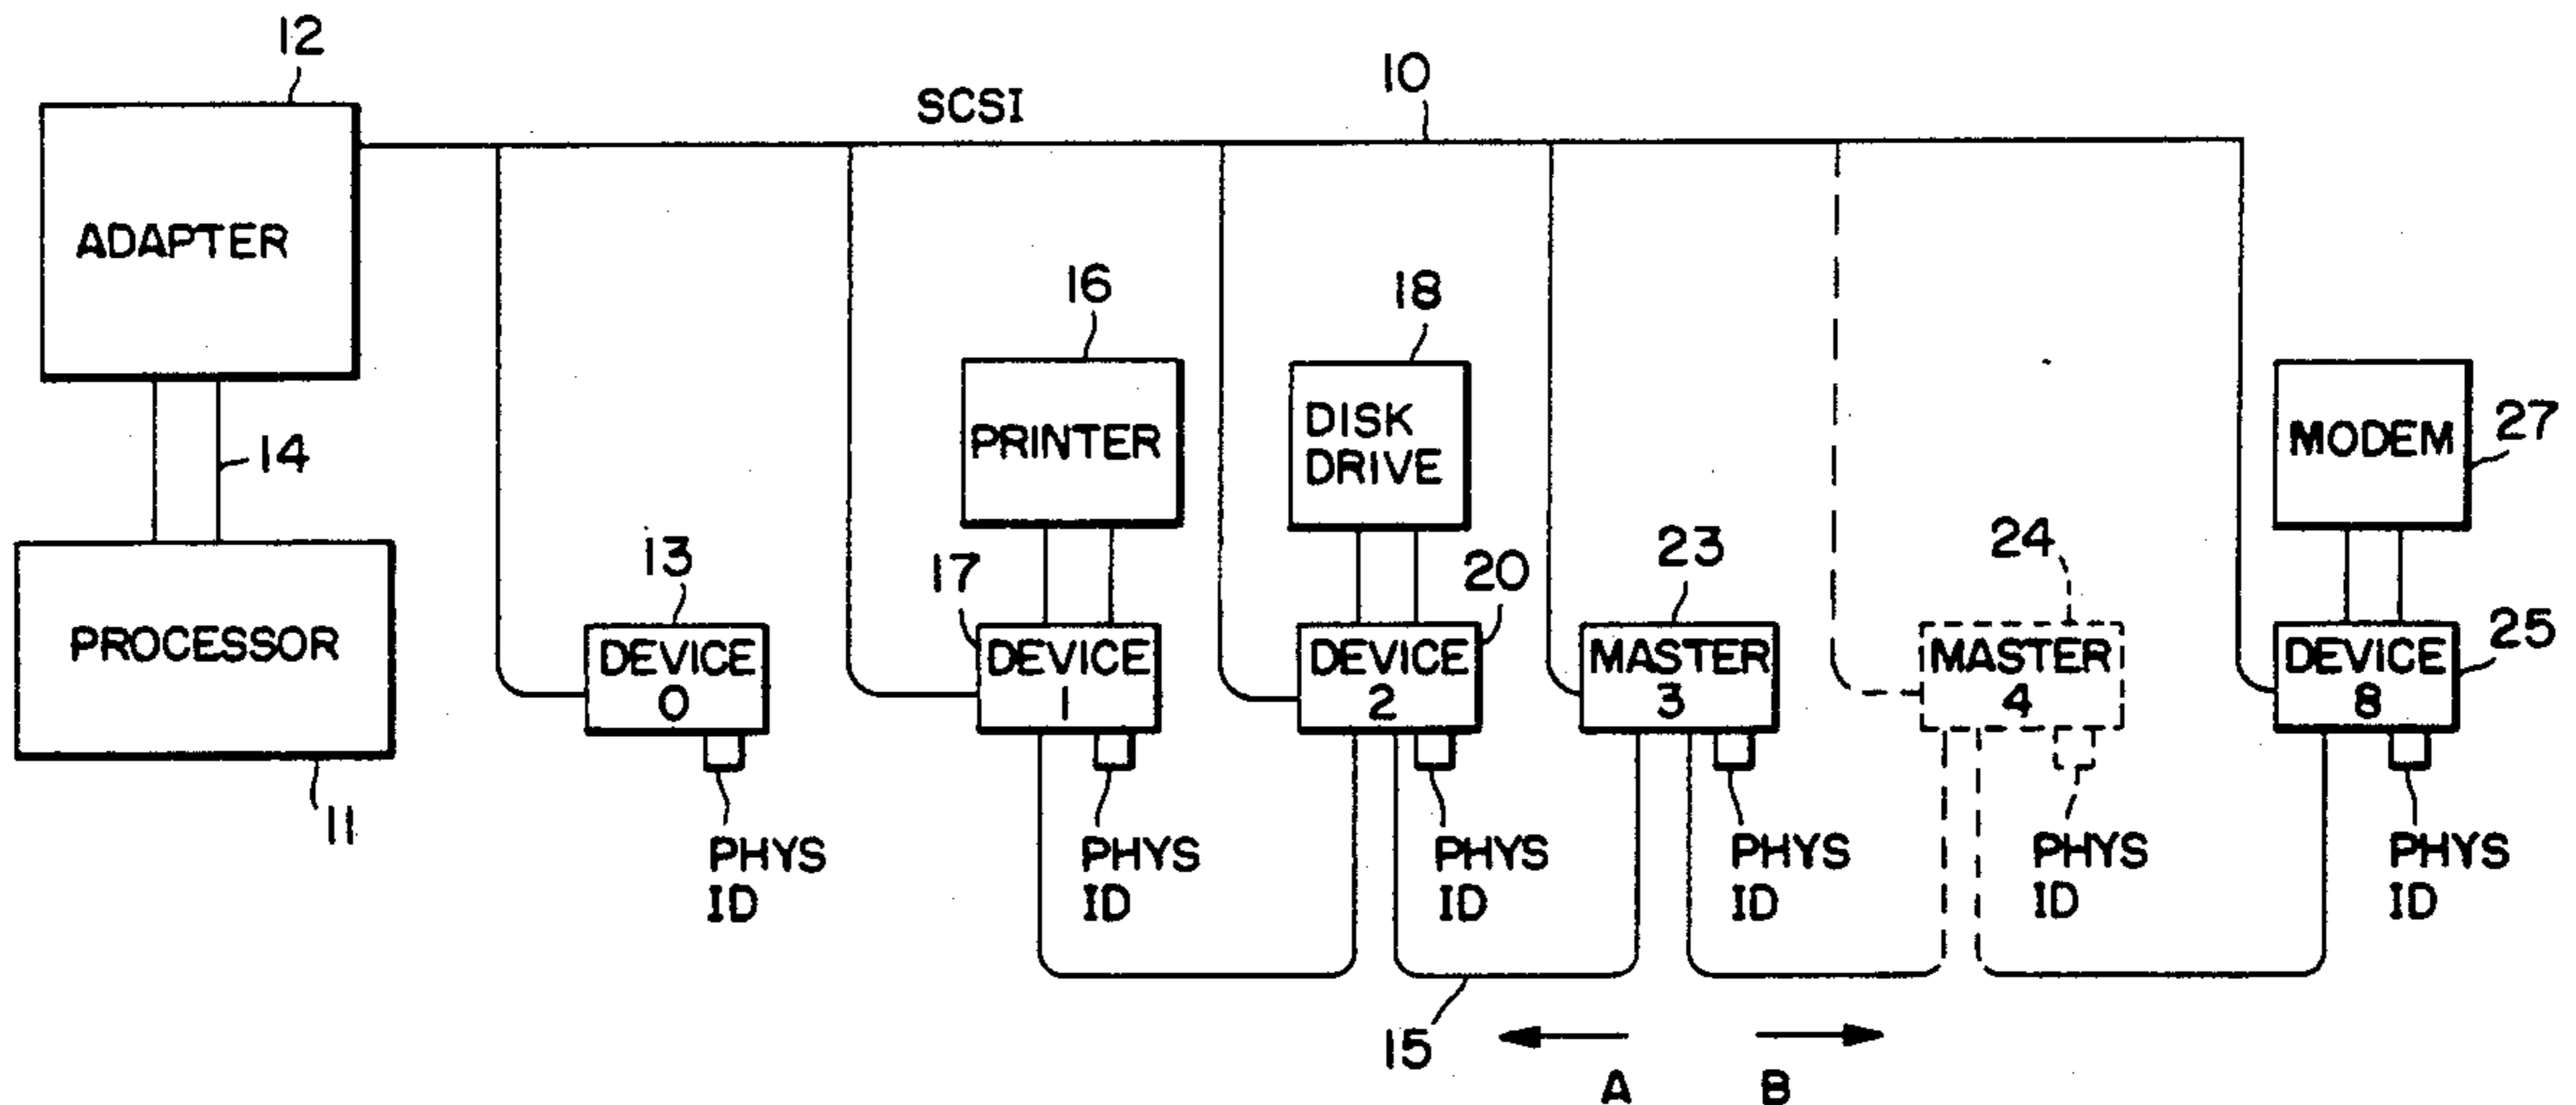 12
10
SCSI
ADAPTER
16
18
14
PRINTER
DISK
DRIVE
MODEM
27
13
17
20
23
24
25
PROCESSOR
DEVICE
0
DEVICE
1
DEVICE
2
MASTER
3
MASTER
4
DEVICE
8
11
PHYS
ID
PHYS
ID
PHYS
ID
PHYS
ID
PHYS
ID
PHYS
ID
15
A
B